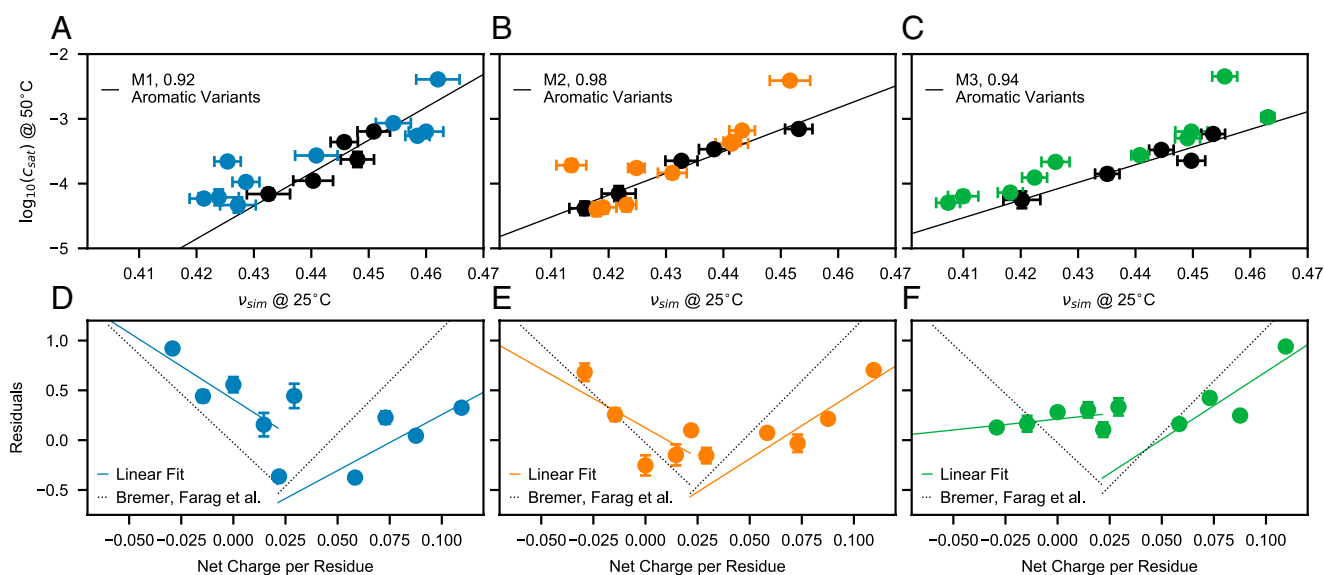 A
B
C
log10(csat) @ 50°C
−2
−3
−4
−5
M1, 0.92
Aromatic Variants
M2, 0.98
Aromatic Variants
M3, 0.94
Aromatic Variants
0.41 0.42 0.43 0.44 0.45 0.46 0.47
0.41 0.42 0.43 0.44 0.45 0.46 0.47
0.41 0.42 0.43 0.44 0.45 0.46 0.47
νsim @ 25°C
νsim @ 25°C
νsim @ 25°C
D
E
F
Residuals
1.0
0.5
0.0
−0.5
Linear Fit
Bremer, Farag et al.
Linear Fit
Bremer, Farag et al.
Linear Fit
Bremer, Farag et al.
−0.050 −0.025 0.000 0.025 0.050 0.075 0.100
−0.050 −0.025 0.000 0.025 0.050 0.075 0.100
−0.050 −0.025 0.000 0.025 0.050 0.075 0.100
Net Charge per Residue
Net Charge per Residue
Net Charge per Residue